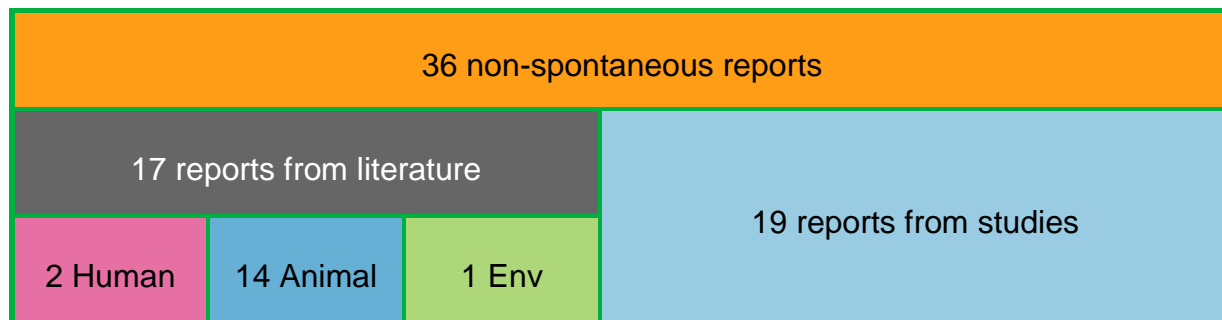 36 non-spontaneous reports
17 reports from literature
19 reports from studies
2 Human
14 Animal
1 Env